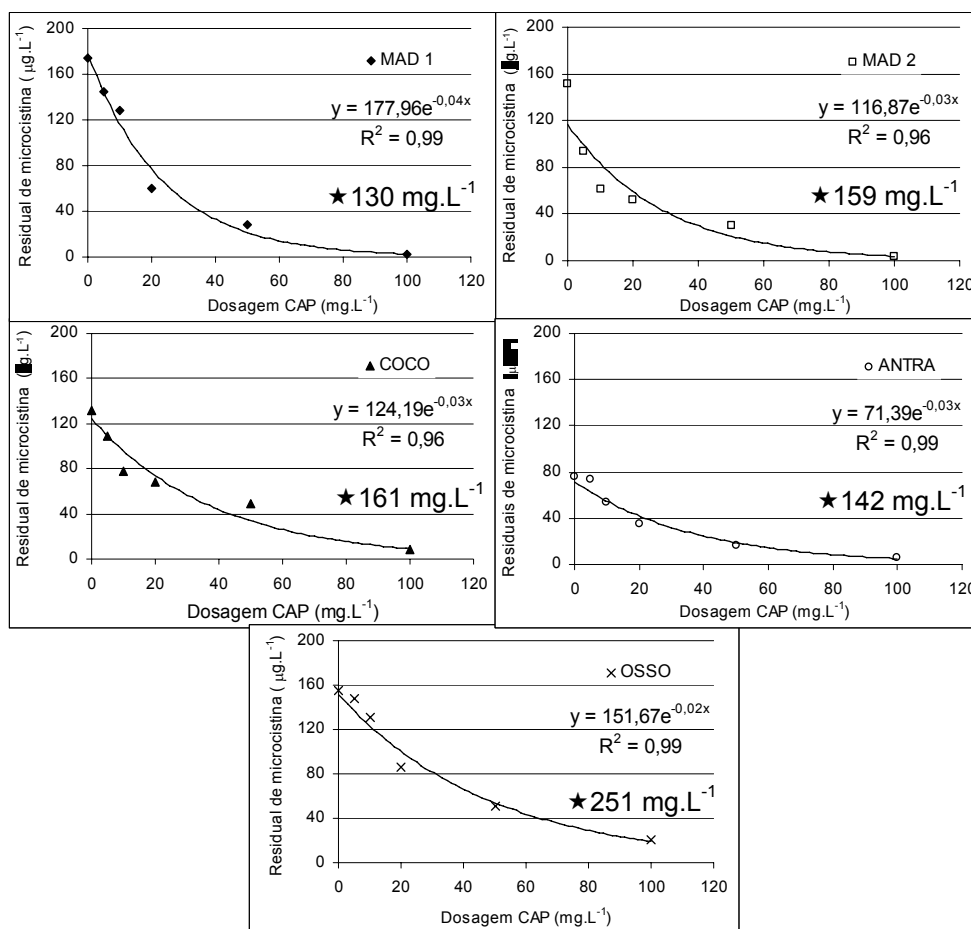 Residual de microcistina ( µg.L-1)
200
160
120
80
40
0
MAD 1
y = 177,96e-0,04x
R2 = 0,99
★130 mg.L-1
0 20 40 60 80 100 120
Dosagem CAP (mg.L-1)
Residual de microcistina
200
160
120
80
40
0
MAD 2
y = 116,87e-0,03x
R2 = 0,96
★159 mg.L-1
0 20 40 60 80 100 120
Dosagem CAP (mg.L-1)
Residual de microcistina ( g.L-1)
200
160
120
80
40
0
COCO
y = 124,19e-0,03x
R2 = 0,96
★161 mg.L-1
0 20 40 60 80 100 120
Dosagem CAP (mg.L-1)
Residuais de microcistina
200
160
120
80
40
0
ANTRA
y = 71,39e-0,03x
R2 = 0,99
★142 mg.L-1
0 20 40 60 80 100 120
Dosagem CAP (mg.L-1)
Residual de microcistina ( µg.L-1)
200
160
120
80
40
0
OSSO
y = 151,67e-0,02x
R2 = 0,99
★251 mg.L-1
0 20 40 60 80 100 120
Dosagem CAP (mg.L-1)